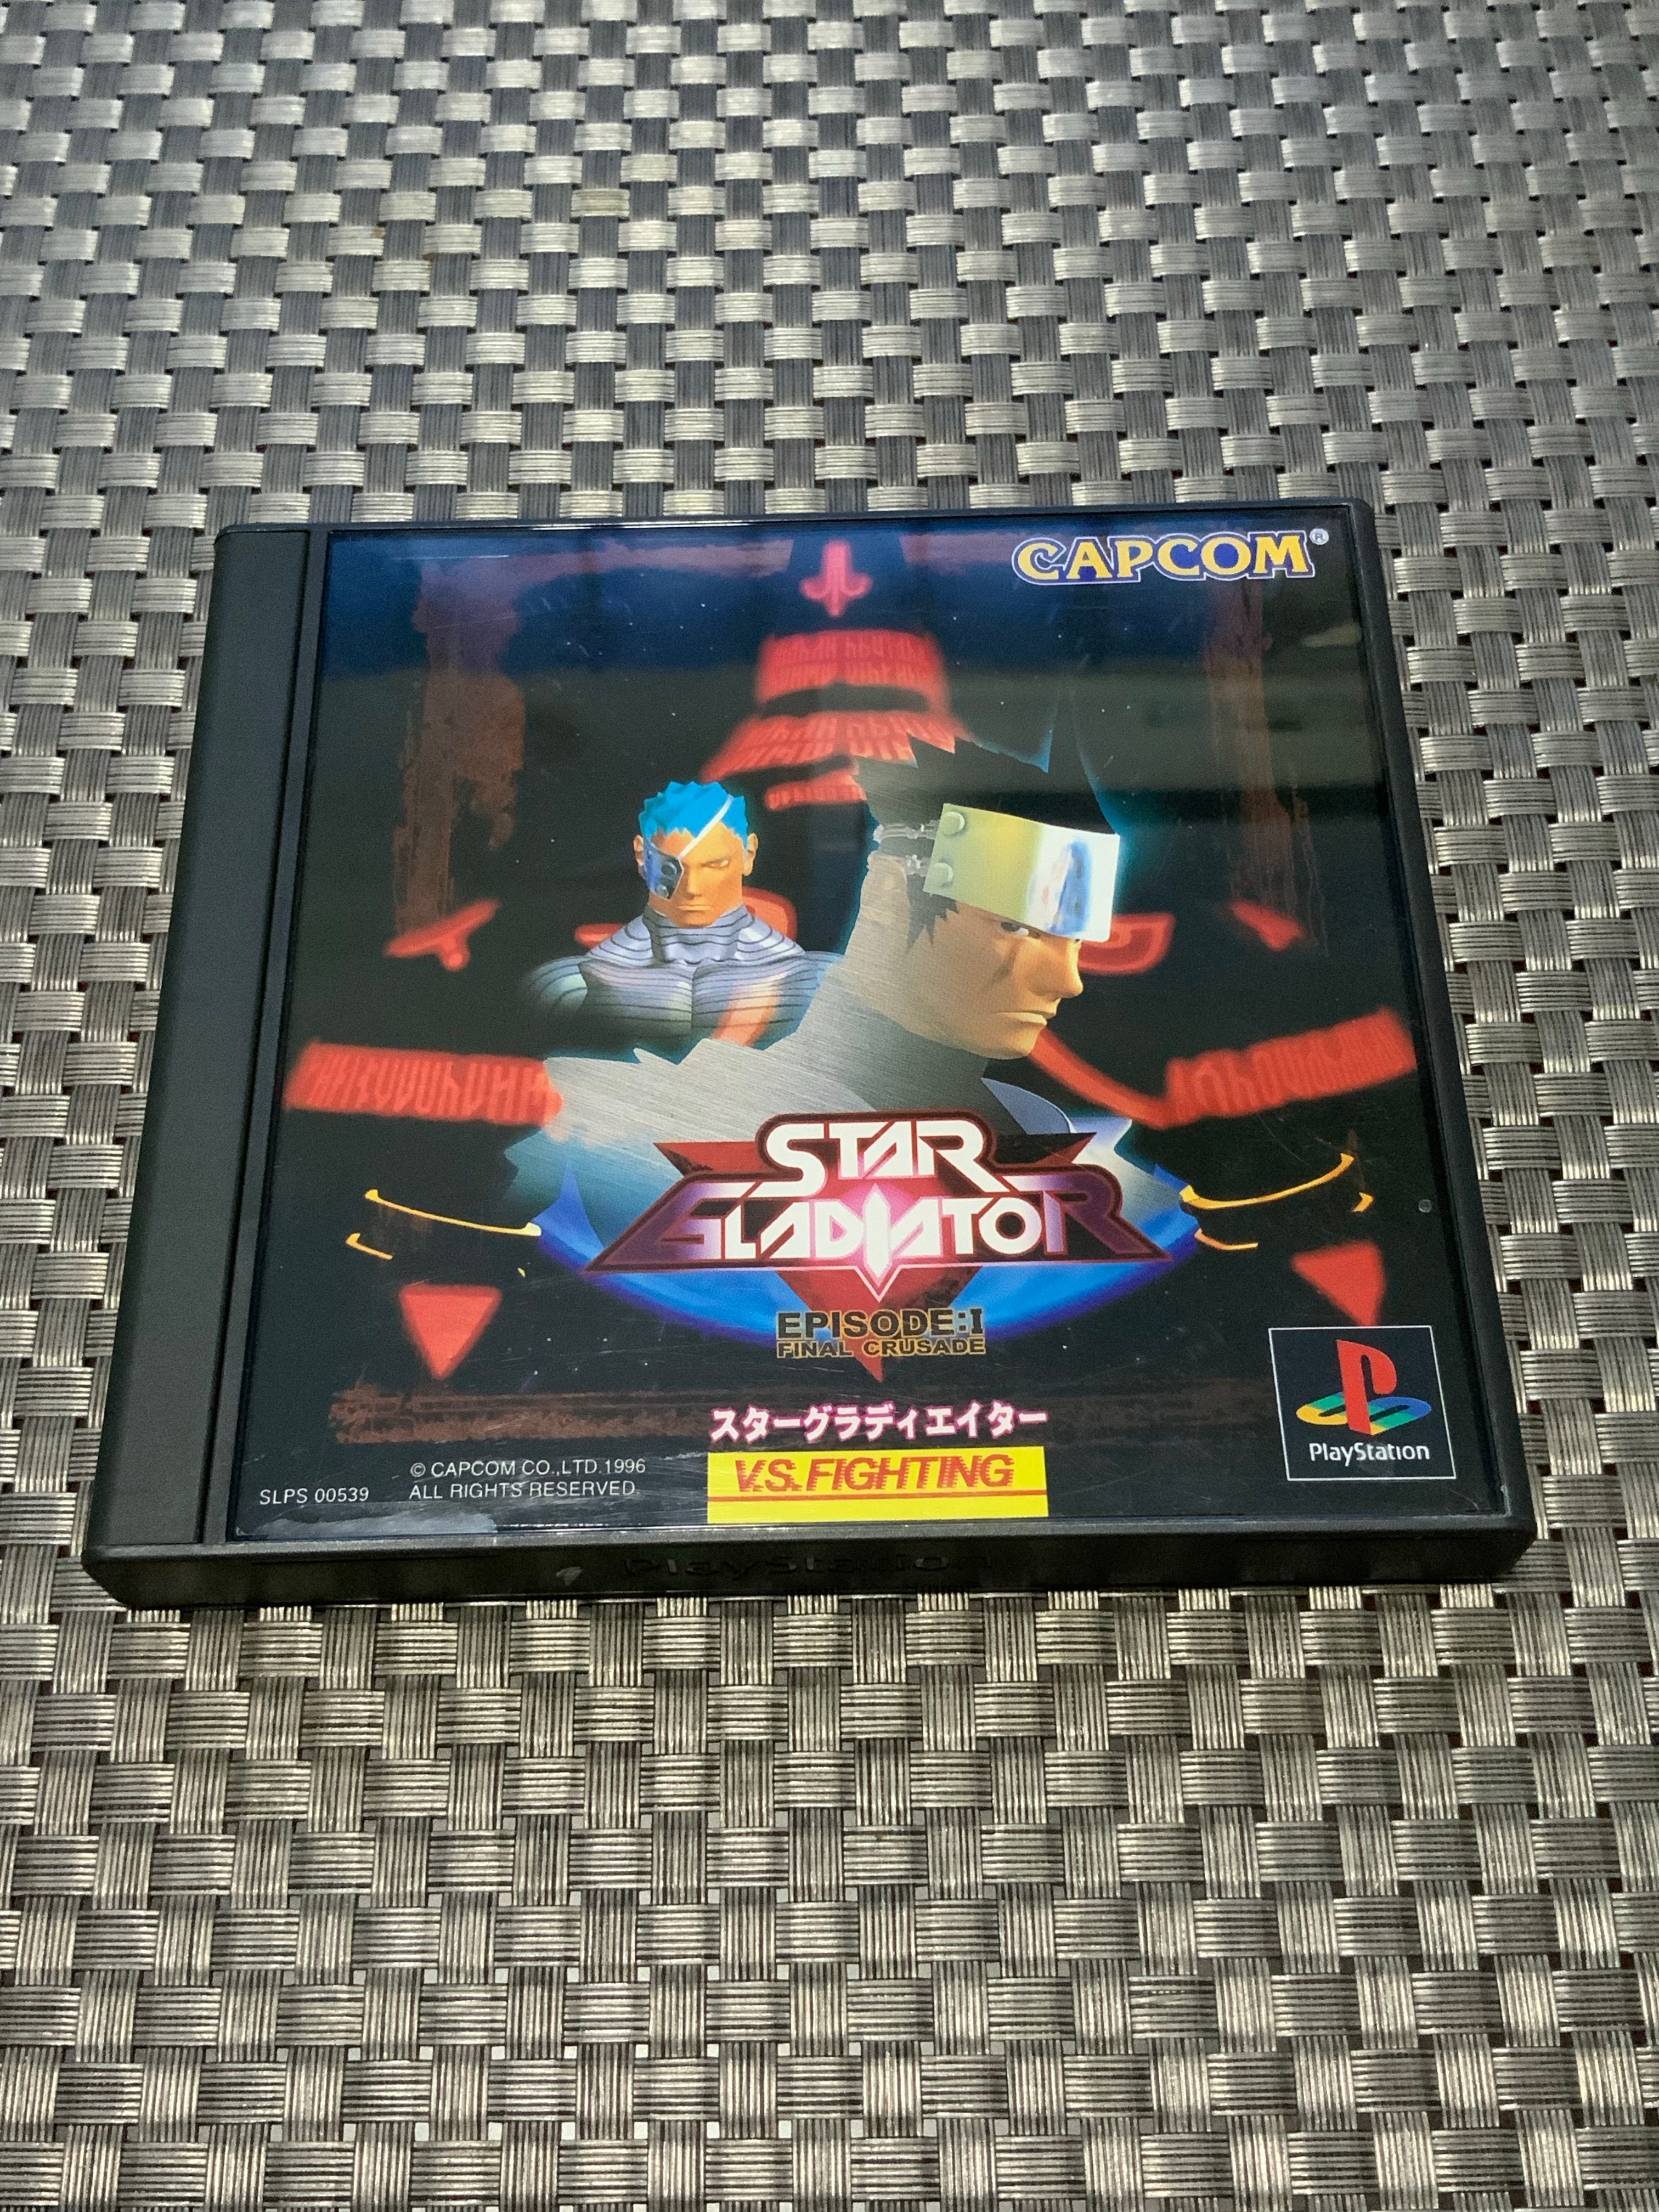 CAPCOM®
STAR
GLADIATOR
EPISODE:I
FINAL CRUSADE
スターグラディエイター
V.S.FIGHTING
PlayStation
© CAPCOM CO.,LTD.1996
ALL RIGHTS RESERVED.
SLPS 00539
PlayStation